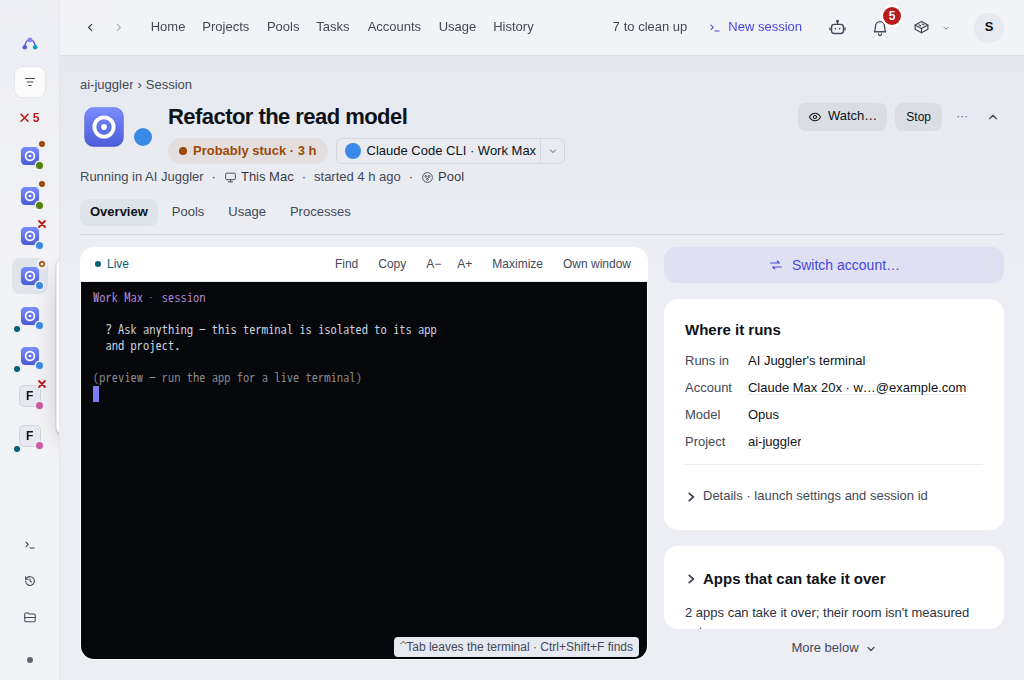 Home Projects Pools Tasks Accounts Usage History 7 to clean up New session 5 S
5
ai-juggler › Session
Refactor the read model
Watch… Stop ···
Probably stuck · 3 h Claude Code CLI · Work Max
Running in AI Juggler · This Mac · started 4 h ago · Pool
Overview Pools Usage Processes
Live Find Copy A− A+ Maximize Own window
Work Max · session
? Ask anything — this terminal is isolated to its app
and project.
(preview — run the app for a live terminal)
^Tab leaves the terminal · Ctrl+Shift+F finds
Switch account…
Where it runs
Runs in AI Juggler's terminal
Account Claude Max 20x · w…@example.com
Model Opus
Project ai-juggler
Details · launch settings and session id
Apps that can take it over
2 apps can take it over; their room isn't measured
More below
F
F